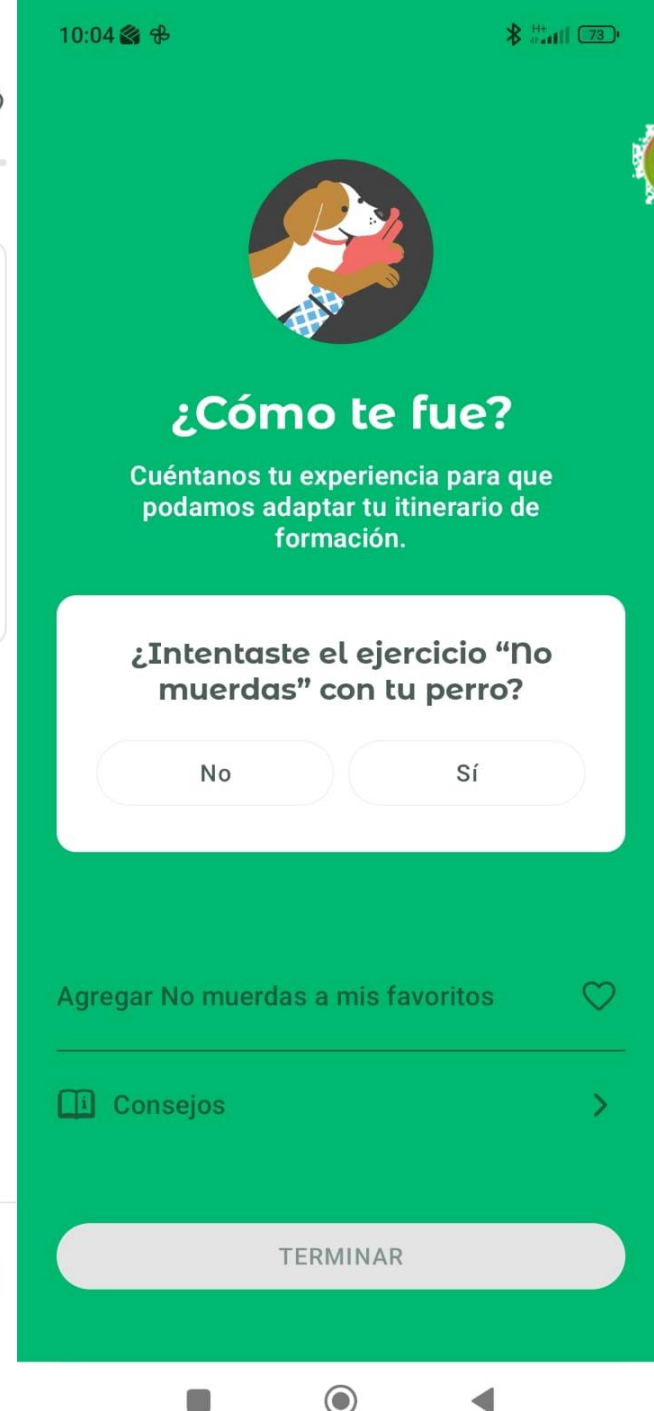 10:04
H+
73
¿Cómo te fue?
Cuéntanos tu experiencia para que
podamos adaptar tu itinerario de
formación.
¿Intentaste el ejercicio “No
muerdas” con tu perro?
No
Sí
Agregar No muerdas a mis favoritos
Consejos
TERMINAR